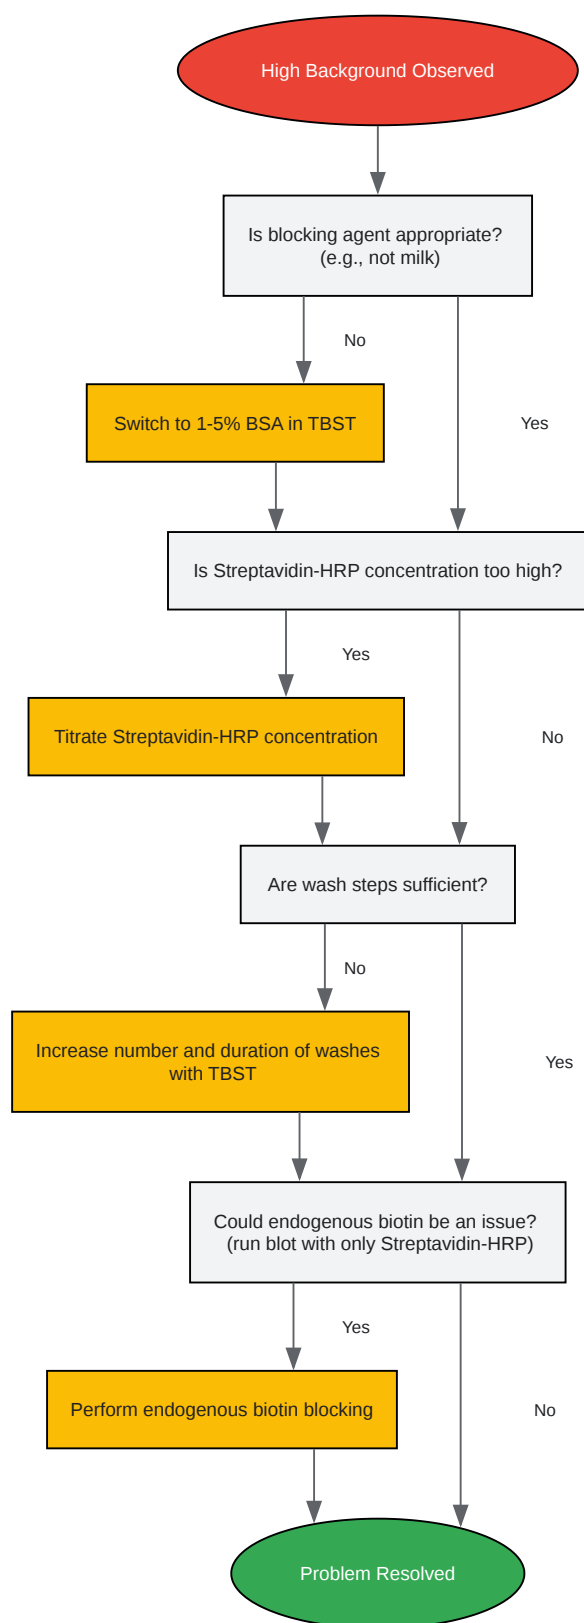 High Background Observed
Is blocking agent appropriate?
(e.g., not milk)
No
Switch to 1-5% BSA in TBST
Yes
Is Streptavidin-HRP concentration too high?
Yes
Titrate Streptavidin-HRP concentration
No
Are wash steps sufficient?
No
Increase number and duration of washes
with TBST
Yes
Could endogenous biotin be an issue?
(run blot with only Streptavidin-HRP)
Yes
Perform endogenous biotin blocking
No
Problem Resolved